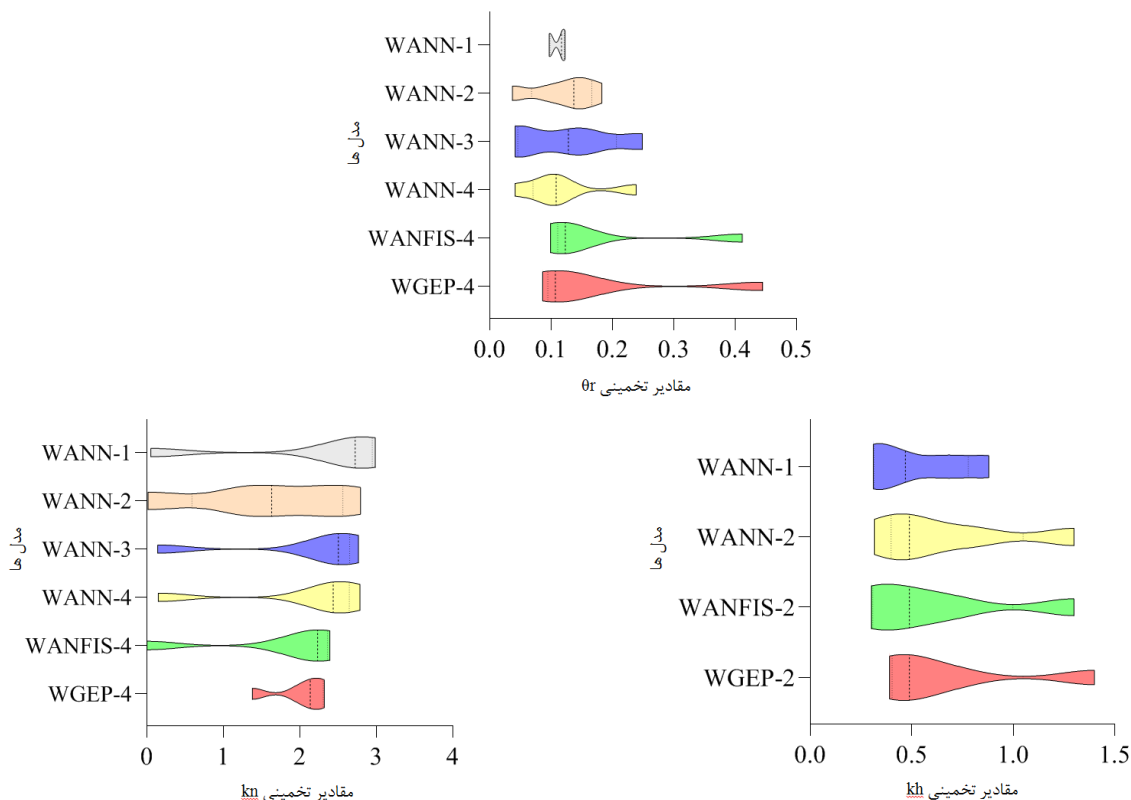 WANN-1
WANN-2
WANN-3
WANN-4
WANFIS-4
WGEP-4
مدل ها
0.0 0.1 0.2 0.3 0.4 0.5
مقادیر تخمینی θr
WANN-1
WANN-2
WANN-3
WANN-4
WANFIS-4
WGEP-4
مدل ها
0 1 2 3 4
مقادیر تخمینی kn
WANN-1
WANN-2
WANFIS-2
WGEP-2
مدل ها
0.0 0.5 1.0 1.5
مقادیر تخمینی kh